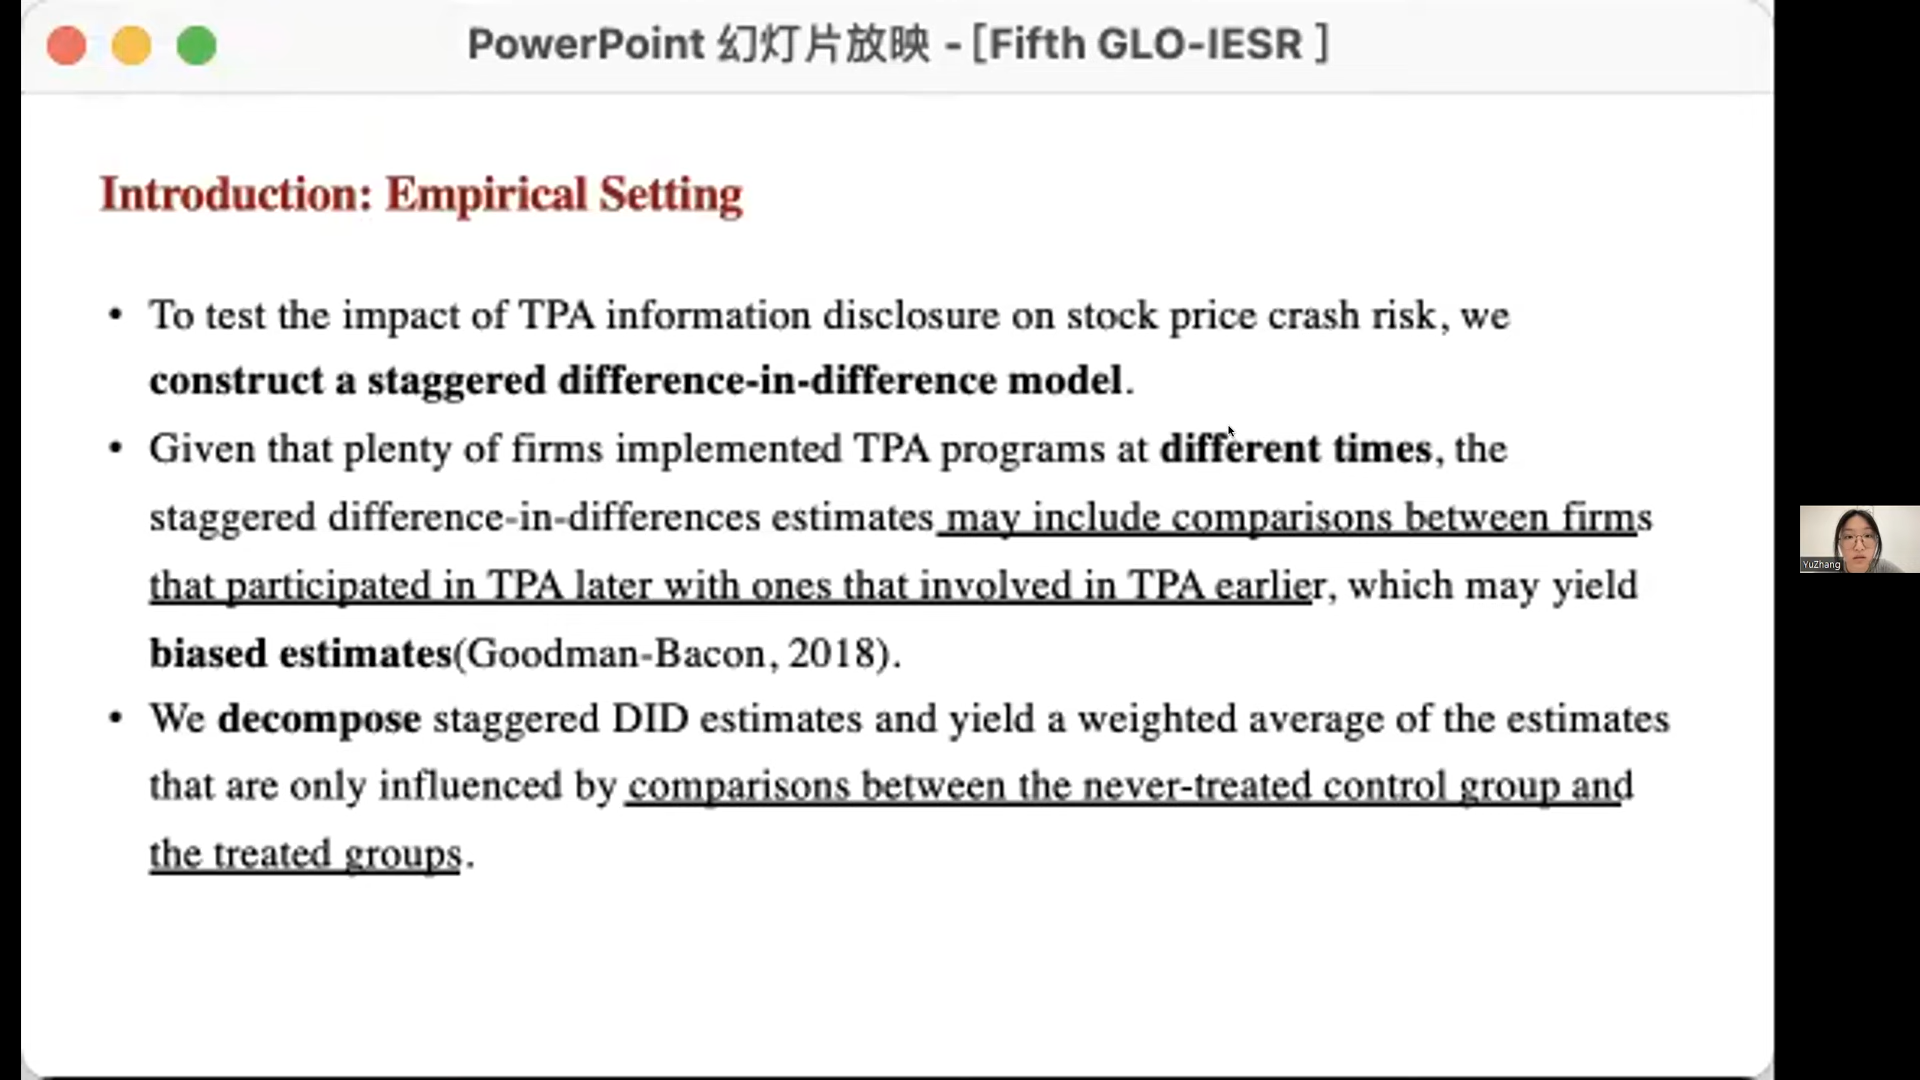 PowerPoint 幻灯片放映 - [Fifth GLO-IESR ]
Introduction: Empirical Setting
• To test the impact of TPA information disclosure on stock price crash risk, we
construct a staggered difference-in-difference model.
• Given that plenty of firms implemented TPA programs at different times, the
staggered difference-in-differences estimates may include comparisons between firms
that participated in TPA later with ones that involved in TPA earlier, which may yield
biased estimates(Goodman-Bacon, 2018).
• We decompose staggered DID estimates and yield a weighted average of the estimates
that are only influenced by comparisons between the never-treated control group and
the treated groups.
YuZhang